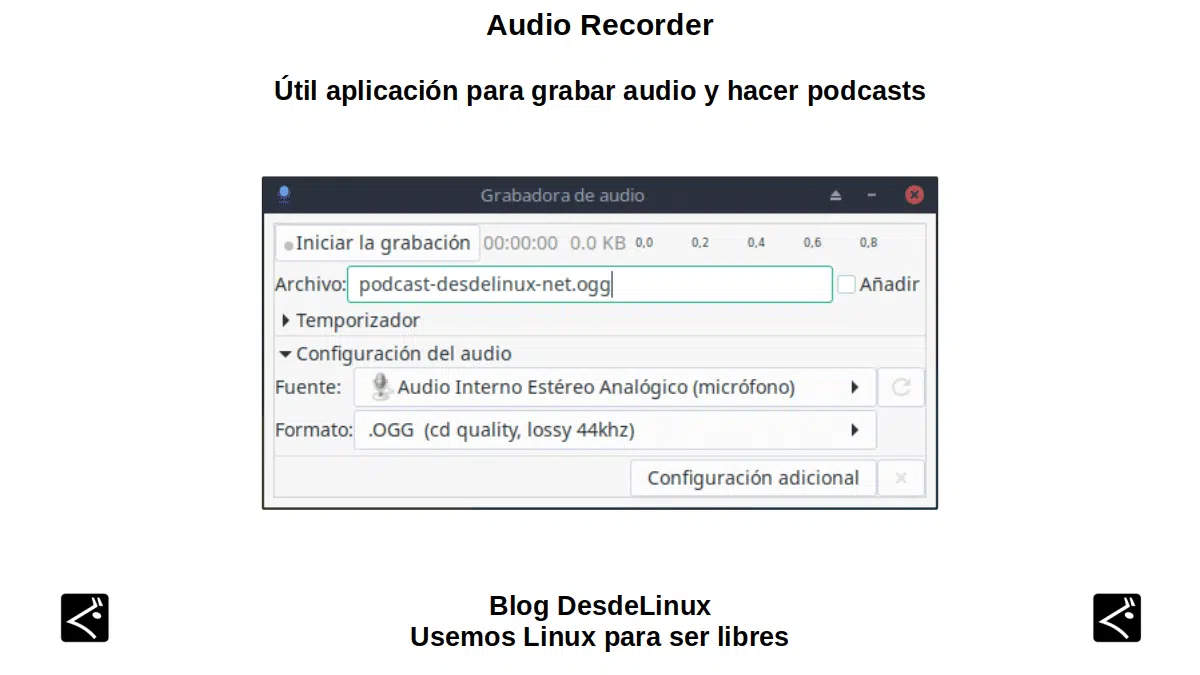 Audio Recorder
Útil aplicación para grabar audio y hacer podcasts
Grabadora de audio
Iniciar la grabación 00:00:00 0.0 KB 0,0 0,2 0,4 0,6 0,8
Archivo: podcast-desdelinux-net.ogg Añadir
Temporizador
Configuración del audio
Fuente: Audio Interno Estéreo Analógico (micrófono)
Formato: .OGG (cd quality, lossy 44khz)
Configuración adicional
Blog DesdeLinux
Usemos Linux para ser libres